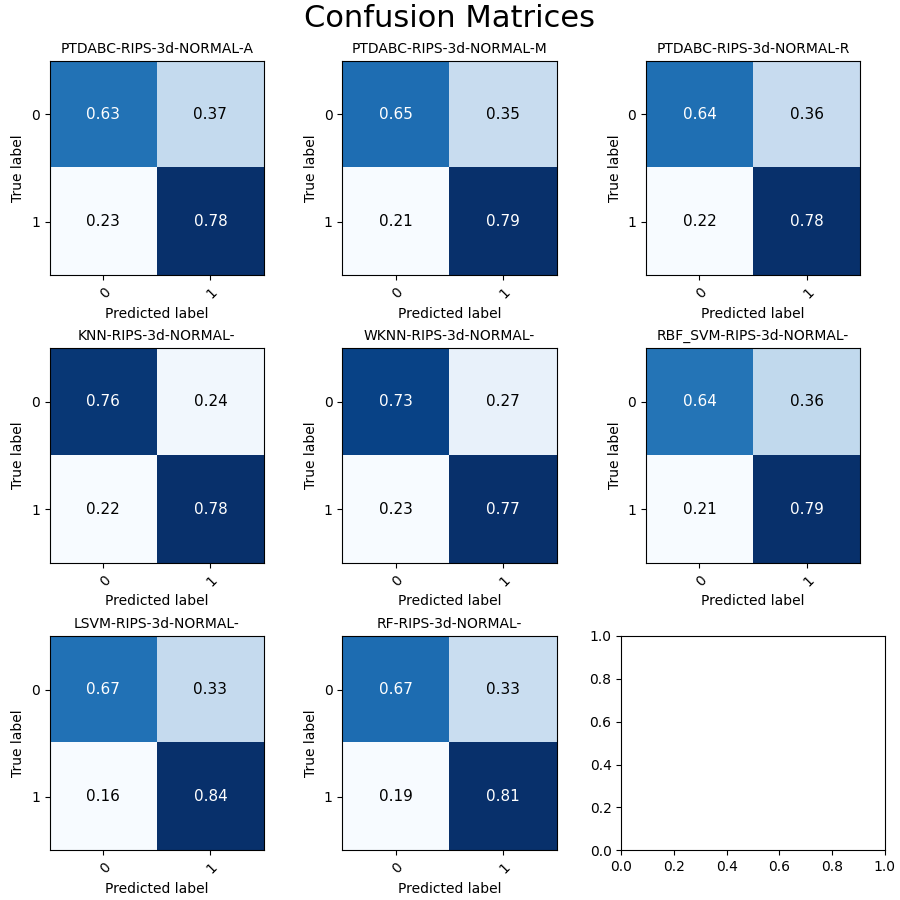 Confusion Matrices
PTDABC-RIPS-3d-NORMAL-A
True label
0
0.63
0.37
1
0.23
0.78
0
1
Predicted label
PTDABC-RIPS-3d-NORMAL-M
True label
0
0.65
0.35
1
0.21
0.79
0
1
Predicted label
PTDABC-RIPS-3d-NORMAL-R
True label
0
0.64
0.36
1
0.22
0.78
0
1
Predicted label
KNN-RIPS-3d-NORMAL-
True label
0
0.76
0.24
1
0.22
0.78
0
1
Predicted label
WKNN-RIPS-3d-NORMAL-
True label
0
0.73
0.27
1
0.23
0.77
0
1
Predicted label
RBF_SVM-RIPS-3d-NORMAL-
True label
0
0.64
0.36
1
0.21
0.79
0
1
Predicted label
LSVM-RIPS-3d-NORMAL-
True label
0
0.67
0.33
1
0.16
0.84
0
1
Predicted label
RF-RIPS-3d-NORMAL-
True label
0
0.67
0.33
1
0.19
0.81
0
1
Predicted label
1.0
0.8
0.6
0.4
0.2
0.0
0.0 0.2 0.4 0.6 0.8 1.0